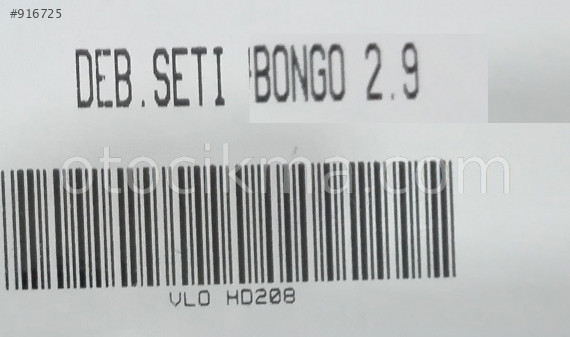 #916725
DEB.SETI BONGO 2.9
otocikma.com
VLO HD208